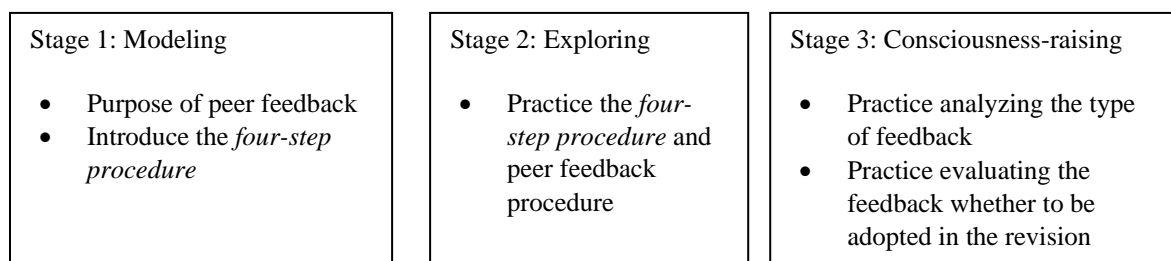 Stage 1: Modeling
• Purpose of peer feedback
• Introduce the four-step
procedure
Stage 2: Exploring
• Practice the four-
step procedure and
peer feedback
procedure
Stage 3: Consciousness-raising
• Practice analyzing the type
of feedback
• Practice evaluating the
feedback whether to be
adopted in the revision